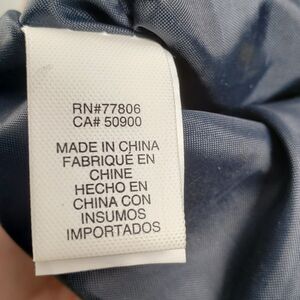 RN#77806
CA# 50900
MADE IN CHINA
FABRIQUÉ EN
CHINE
HECHO EN
CHINA CON
INSUMOS
IMPORTADOS